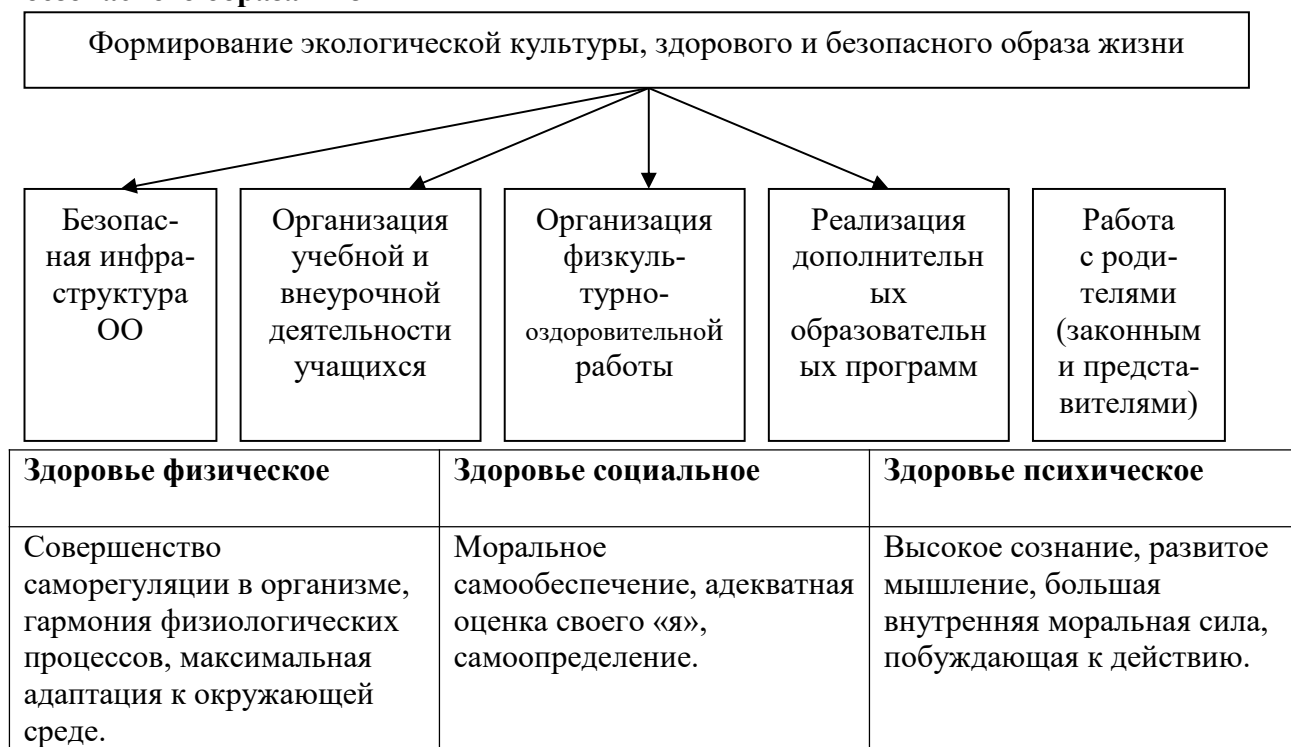 Формирование экологической культуры, здорового и безопасного образа жизни
Безопас-
ная инфра-
структура
ОО
Организация
учебной и
внеурочной
деятельности
учащихся
Организация
физкуль-
турно-
оздоровительной
работы
Реализация
дополнительн
ых
образовательн
ых программ
Работа
с роди-
телями
(законным
и предста-
вителями)
Здоровье физическое
Здоровье социальное
Здоровье психическое
Совершенство
саморегуляции в организме,
гармония физиологических
процессов, максимальная
адаптация к окружающей
среде.
Моральное
самообеспечение, адекватная
оценка своего «я»,
самоопределение.
Высокое сознание, развитое
мышление, большая
внутренняя моральная сила,
побуждающая к действию.